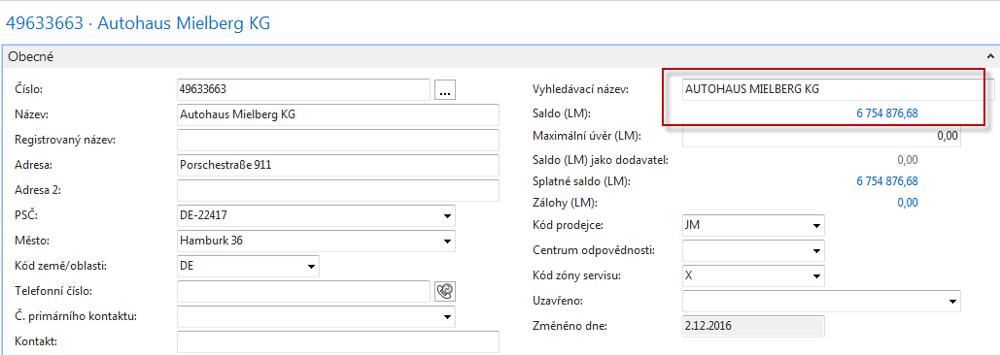 49633663 · Autohaus Mielberg KG
Obecné
Číslo: 49633663 ...
Název: Autohaus Mielberg KG
Registrovaný název:
Adresa: Porschestraße 911
Adresa 2:
PSČ: DE-22417
Město: Hamburk 36
Kód země/oblasti: DE
Telefonní číslo:
Č. primárního kontaktu:
Kontakt:
Vyhledávací název: AUTOHAUS MIELBERG KG
Saldo (LM): 6 754 876,68
Maximální úvěr (LM): 0,00
Saldo (LM) jako dodavatel: 0,00
Splatné saldo (LM): 6 754 876,68
Zálohy (LM): 0,00
Kód prodejce: JM
Centrum odpovědnosti:
Kód zóny servisu: X
Uzavřeno:
Změněno dne: 2.12.2016